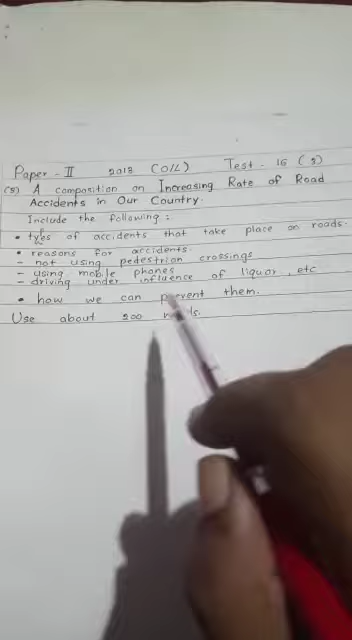 Paper - II 2018 (O/L) Test - 16 (5)
(5) A composition on Increasing Rate of Road
Accidents in Our Country.
Include the following :
• types of accidents that take place on roads.
• reasons for accidents.
- not using pedestrian crossings
- using mobile phones
- driving under influence of liquor, etc
• how we can prevent them.
Use about 200 words.